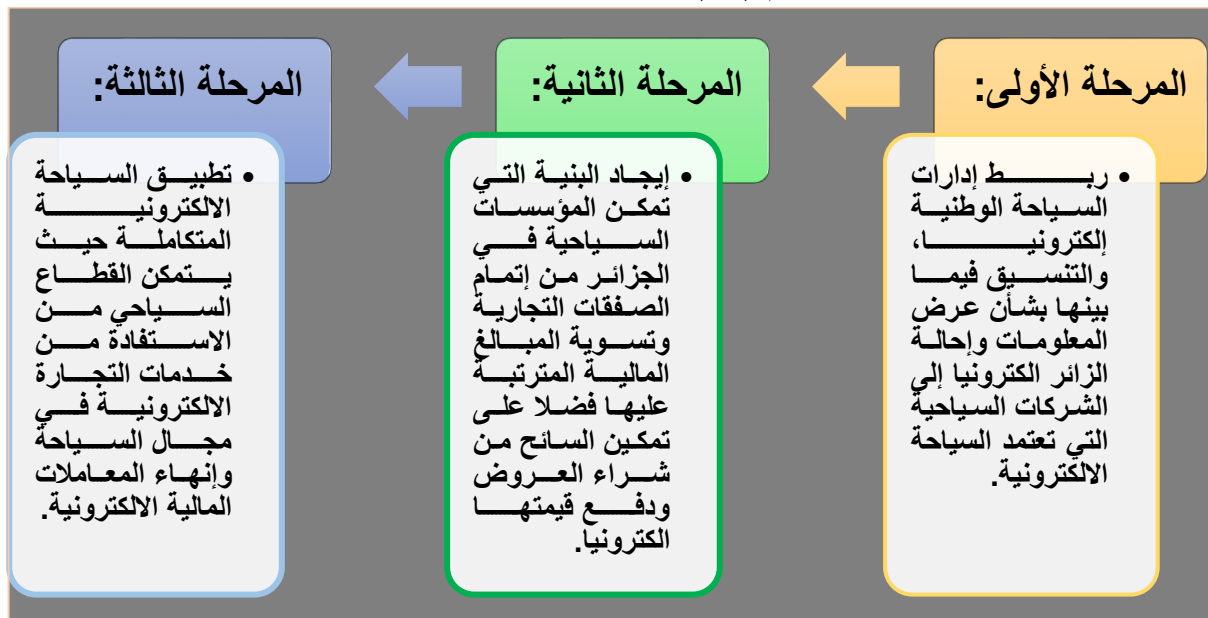 المرحلة الأولى:
• ربط إدارات
السياحة الوطنية
إلكترونيا،
والتنسيق فيما
بينها بشأن عرض
المعلومات وإحالة
الزائر الكترونيا إلى
الشركات السياحية
التي تعتمد السياحة
الالكترونية.
المرحلة الثانية:
• إيجاد البنية التي
تمكن المؤسسات
السياحية في
الجزائر من إتمام
الصفقات التجارية
وتسوية المبالغ
المالية المترتبة
عليها فضلا على
تمكين السائح من
شراء العروض
ودفع قيمتها
الكترونيا.
المرحلة الثالثة:
• تطبيق السياحة
الالكترونية
المتكاملة حيث
يتمكن القطاع
السياحي من
الاستفادة من
خدمات التجارة
الالكترونية في
مجال السياحة
وإنهاء المعاملات
المالية الالكترونية.